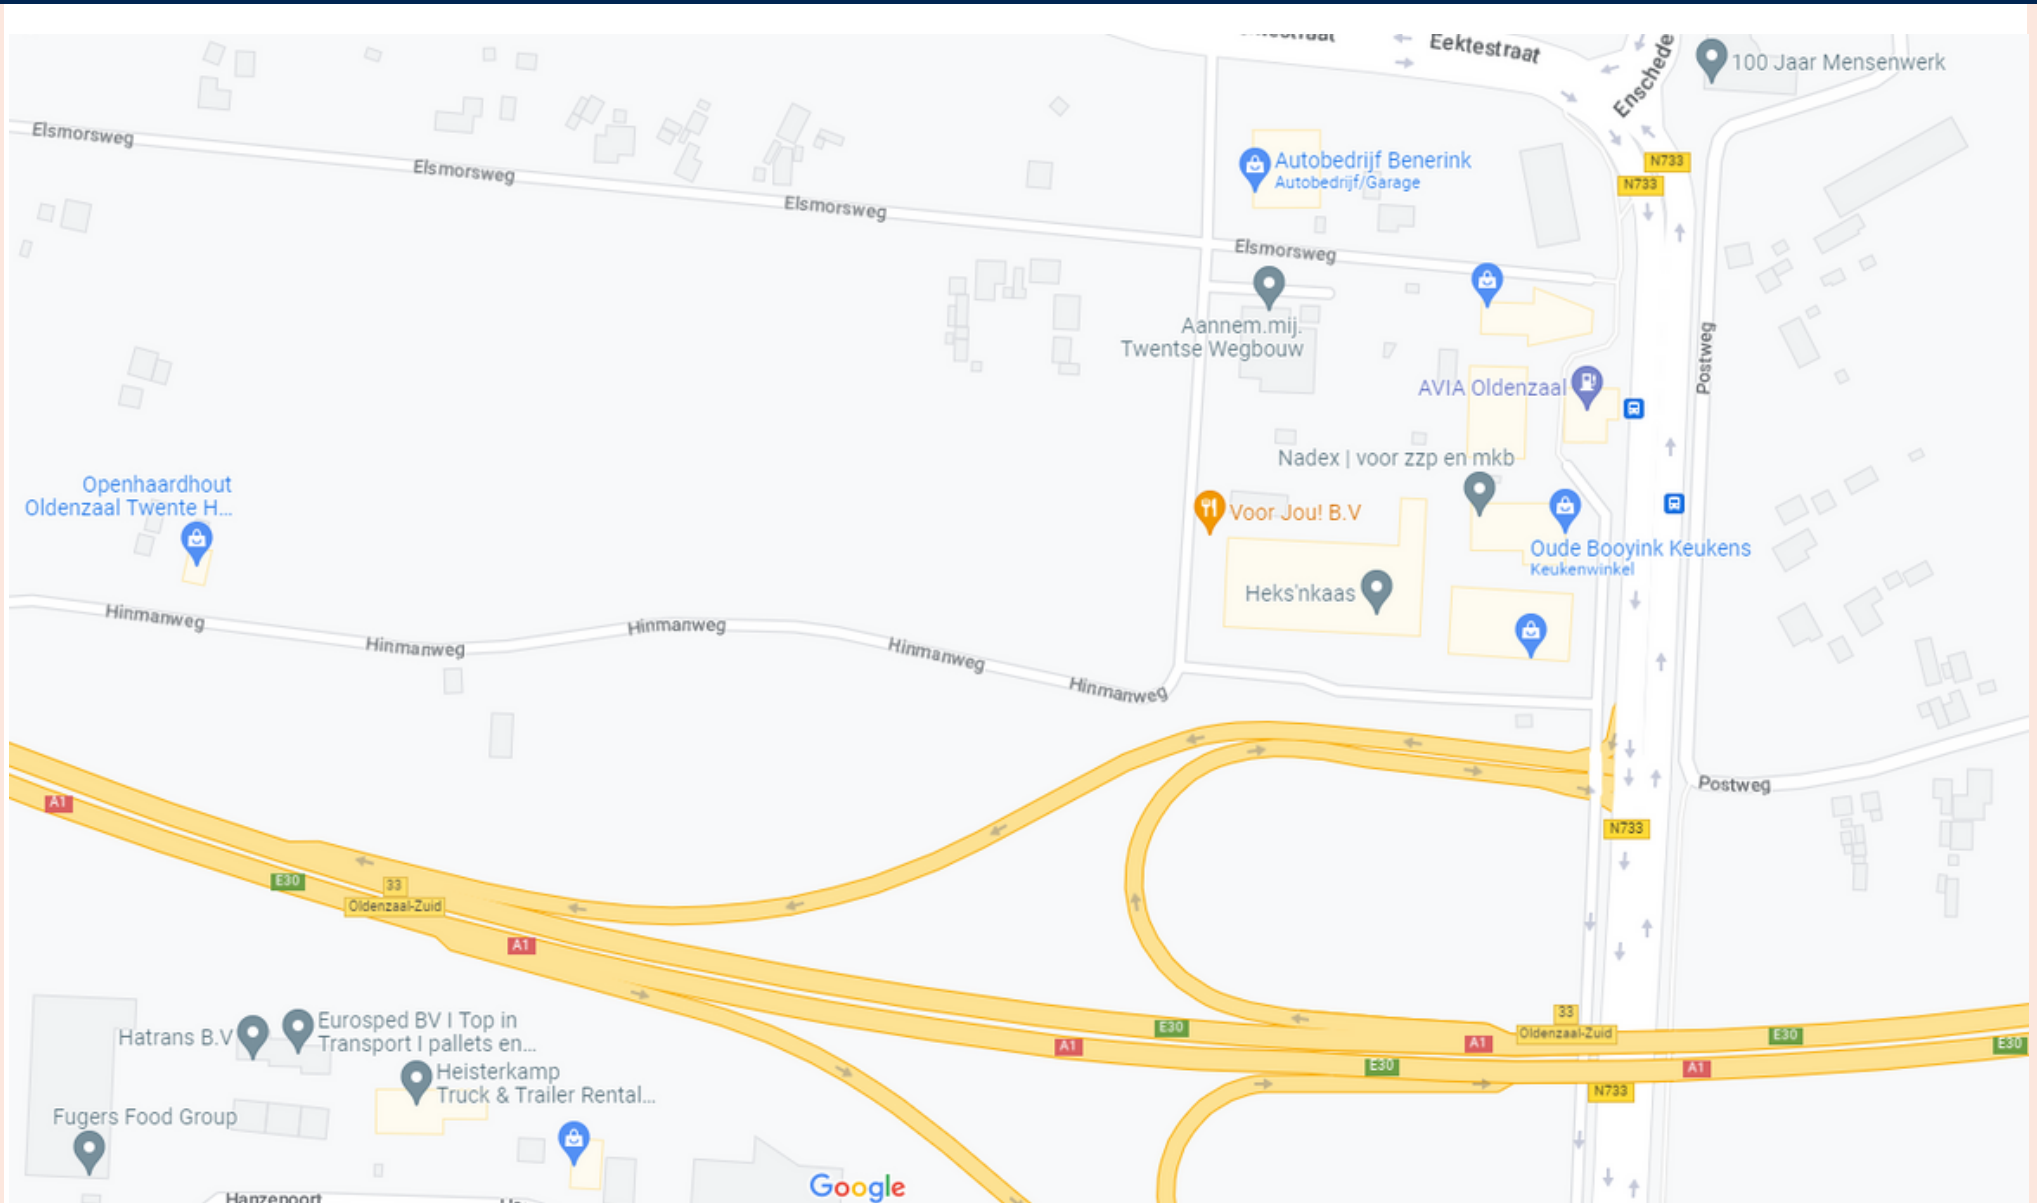 Eektestraat
Enschede
100 Jaar Mensenwerk
Elsmorsweg
Elsmorsweg
Elsmorsweg
Elsmorsweg
Autobedrijf Benerink
Autobedrijf/Garage
N733
N733
Aannem.mij.
Twentse Wegbouw
Postweg
AVIA Oldenzaal
Nadex | voor zzp en mkb
Openhaardhout
Oldenzaal Twente H...
Voor Jou! B.V
Oude Booyink Keukens
Keukenwinkel
Heks'nkaas
Hinmanweg
Hinmanweg
Hinmanweg
Hinmanweg
Hinmanweg
Postweg
A1
N733
E30
33
Oldenzaal-Zuid
A1
33
Oldenzaal-Zuid
E30
A1
A1
E30
E30
E30
A1
N733
Hatrans B.V
Eurosped BV I Top in
Transport I pallets en...
Heisterkamp
Truck & Trailer Rental...
Fugers Food Group
Hanzepoort
Google